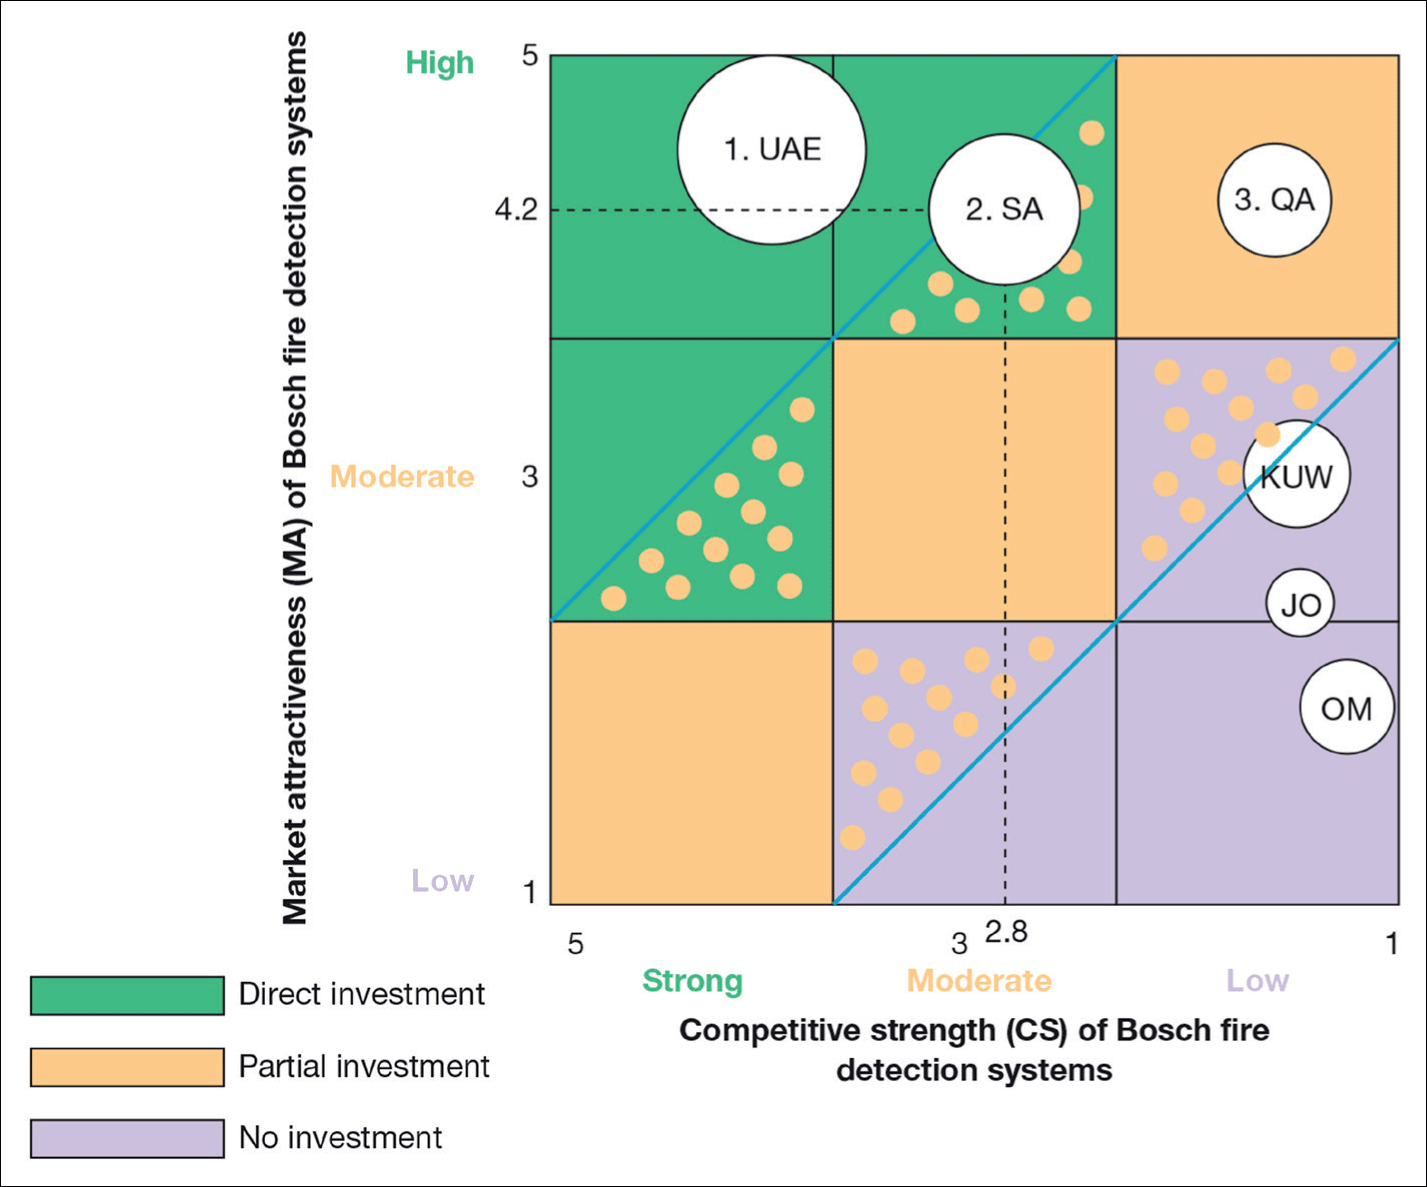 Market attractiveness (MA) of Bosch fire detection systems
High
5
1. UAE
2. SA
3. QA
4.2
Moderate
3
KUW
JO
OM
Low
1
5
3
2.8
1
Strong
Moderate
Low
Competitive strength (CS) of Bosch fire
detection systems
Direct investment
Partial investment
No investment